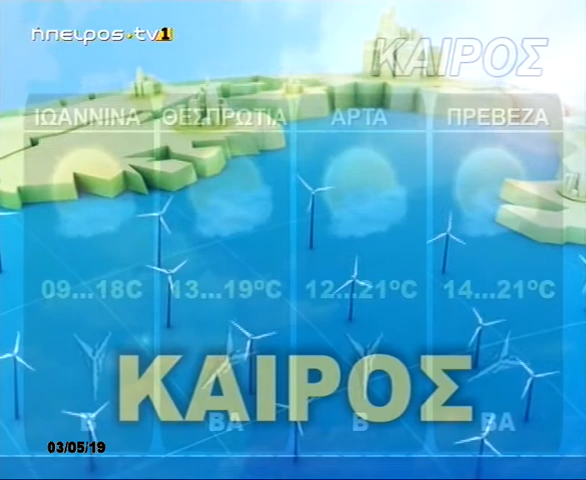 ήπειρος.tv1
ΚΑΙΡΟΣ
ΙΩΑΝΝΙΝΑ ΘΕΣΠΡΩΤΙΑ ΑΡΤΑ ΠΡΕΒΕΖΑ
09...18C 13...19ºC 12...21ºC 14...21ºC
ΚΑΙΡΟΣ
ΒΑ Β ΒΑ
03/05/19